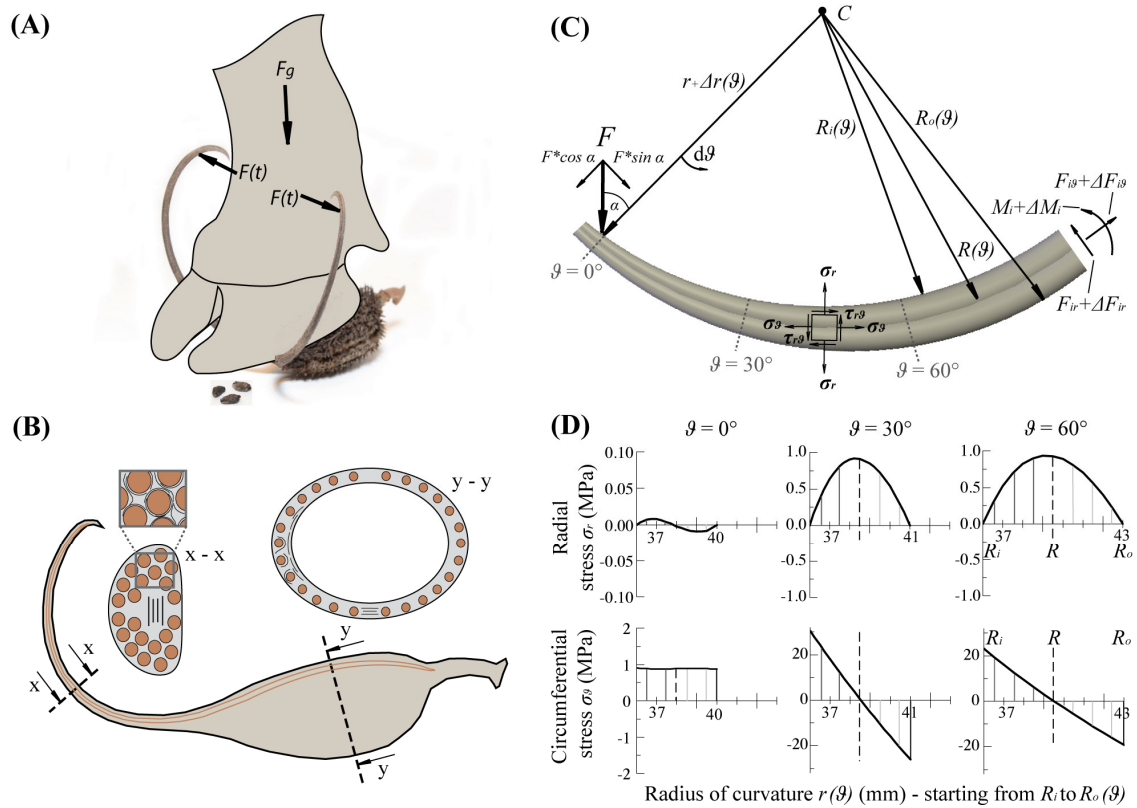 (A)
Fg
F(t)
F(t)
(B)
x - x
y - y
x
x
y
y
(C)
C
r+Δr(ϑ)
Ri(ϑ)
Ro(ϑ)
R(ϑ)
dϑ
F
F*cos α
F*sin α
α
ϑ = 0°
ϑ = 30°
ϑ = 60°
σr
τrϑ
σϑ
σϑ
τrϑ
σr
Fiϑ+ΔFiϑ
Mi+ΔMi
Fir+ΔFir
(D)
ϑ = 0°
ϑ = 30°
ϑ = 60°
Radial
stress σr (MPa)
0.10
0.05
0.00
-0.05
-0.10
37
40
1.0
0.5
0.0
-0.5
-1.0
37
41
1.0
0.5
0.0
-0.5
-1.0
37
43
Ri
R
Ro
Circumferential
stress σϑ (MPa)
2
1
0
-1
-2
37
40
20
0
-20
37
41
20
0
-20
37
43
Ri
R
Ro
Radius of curvature r(ϑ) (mm) - starting from Ri to Ro(ϑ)